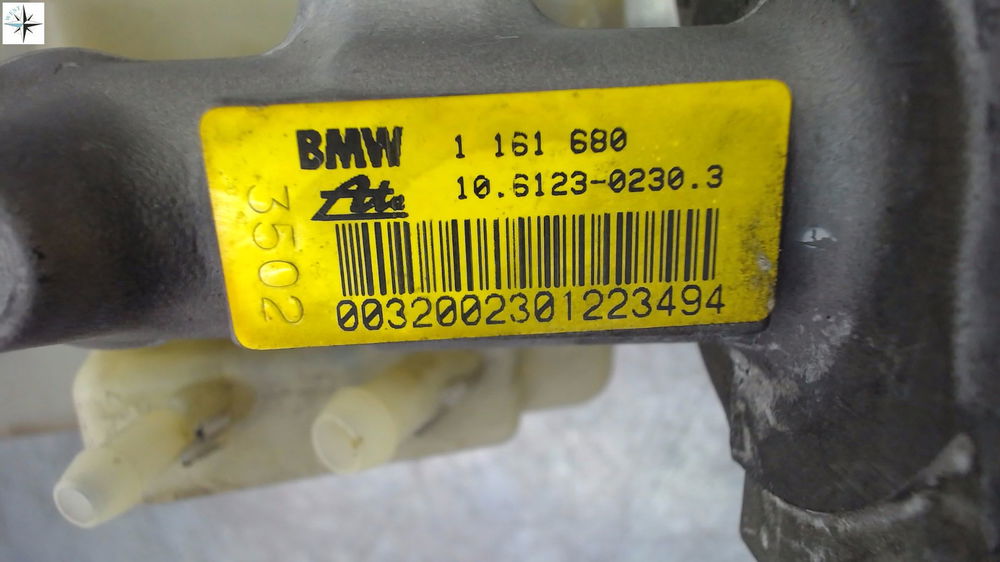 BMW 1 161 680
Ate 10.6123-0230.3
3502
0032002301223494